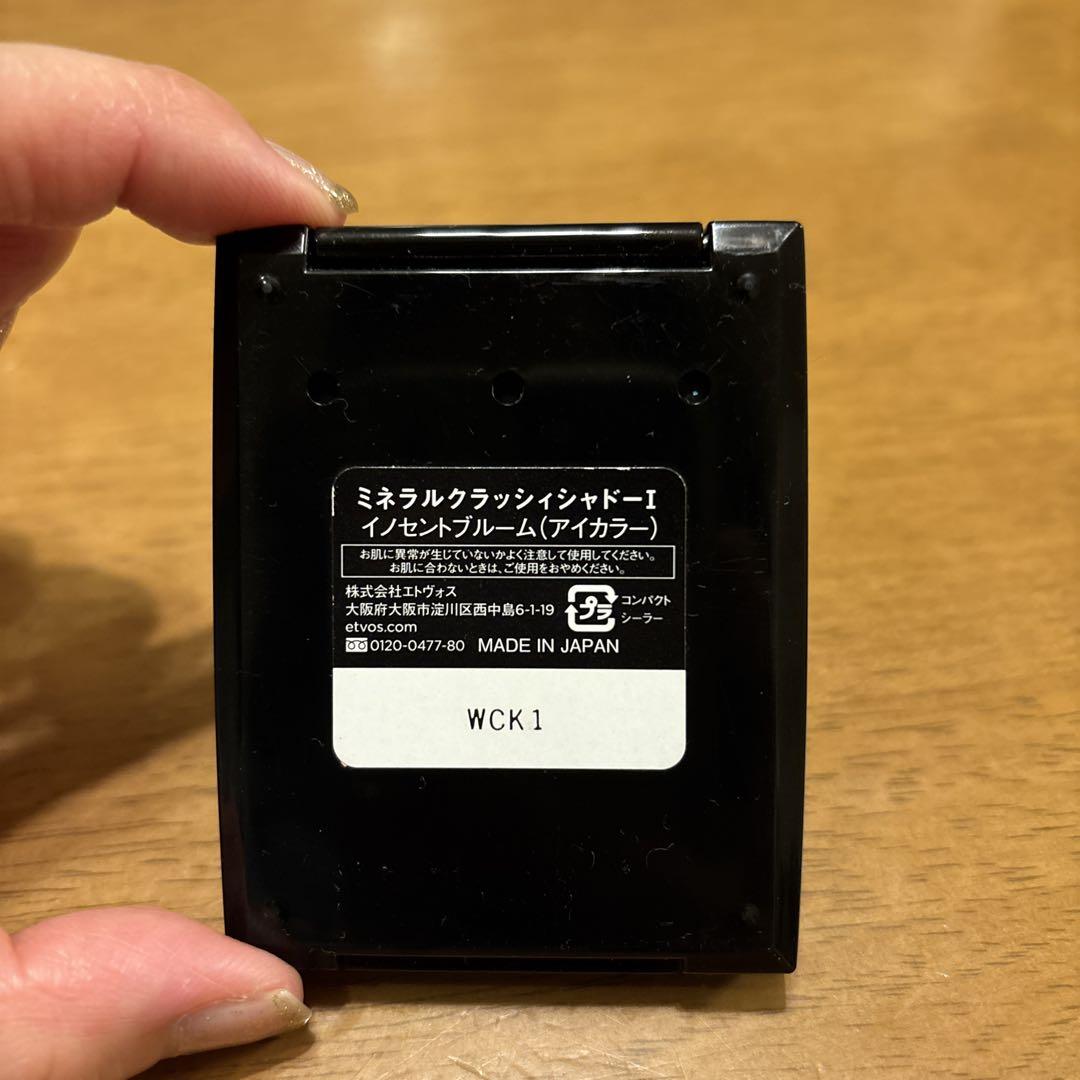 ミネラルクラッシィシャドーI
イノセントブルーム(アイカラー)
お肌に異常が生じていないかよく注意して使用してください。
お肌に合わないときは、ご使用をおやめください。
株式会社エトヴォス
大阪府大阪市淀川区西中島6-1-19
etvos.com
0120-0477-80 MADE IN JAPAN
プラ
コンパクト
シーラー
WCK1